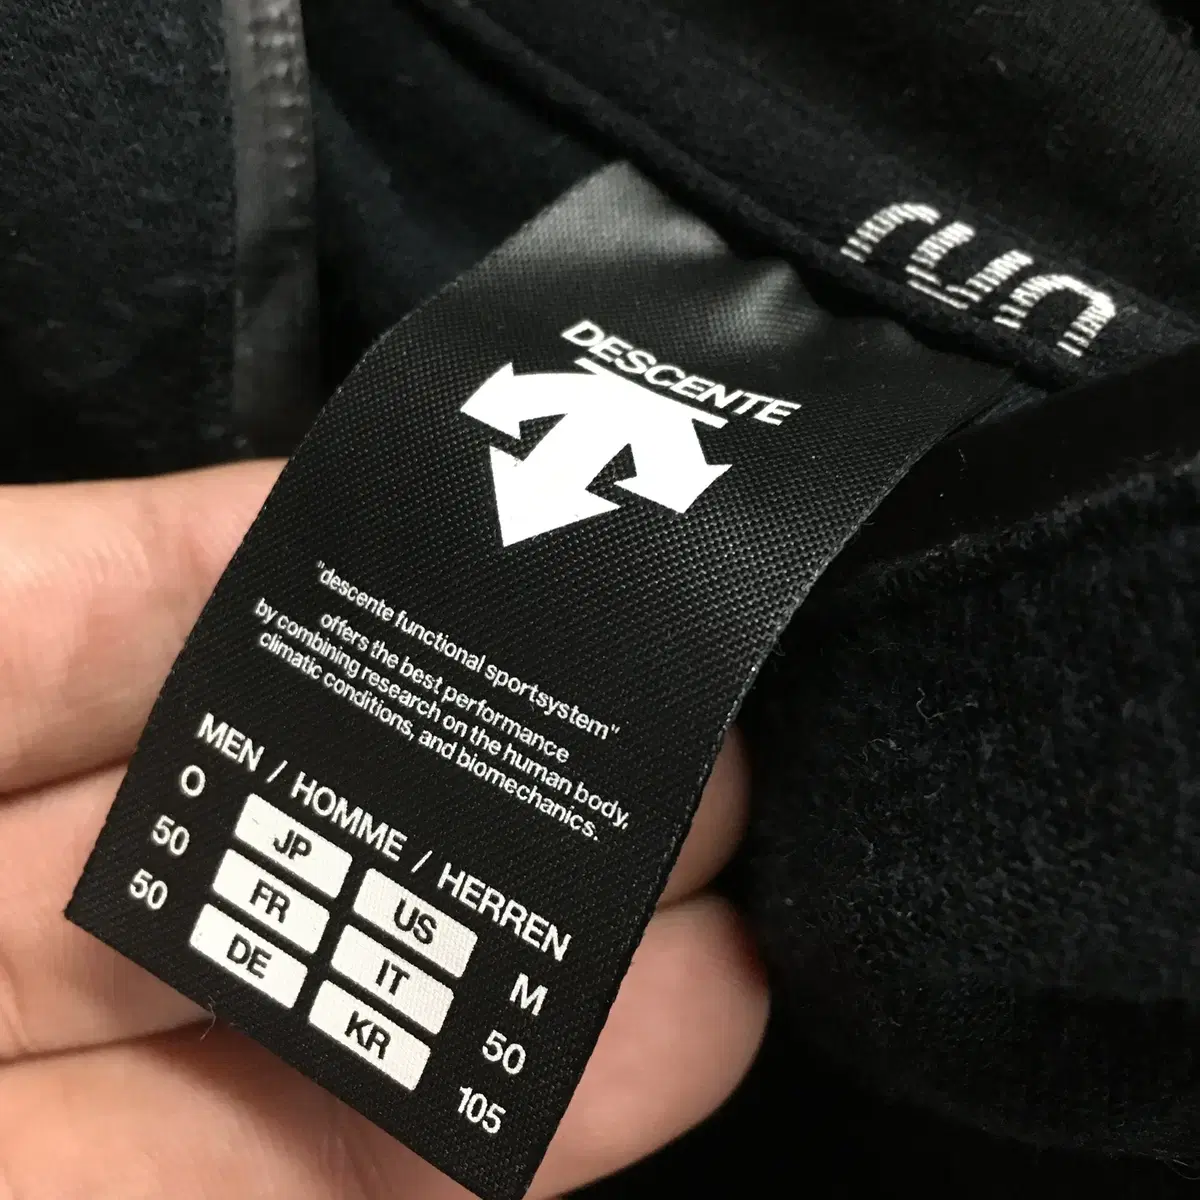 run
DESCENTE
"descente functional sportsystem"
offers the best performance
by combining research on the human body,
climatic conditions, and biomechanics.
MEN / HOMME / HERREN
O JP US M
50 FR IT 50
50 DE KR 105